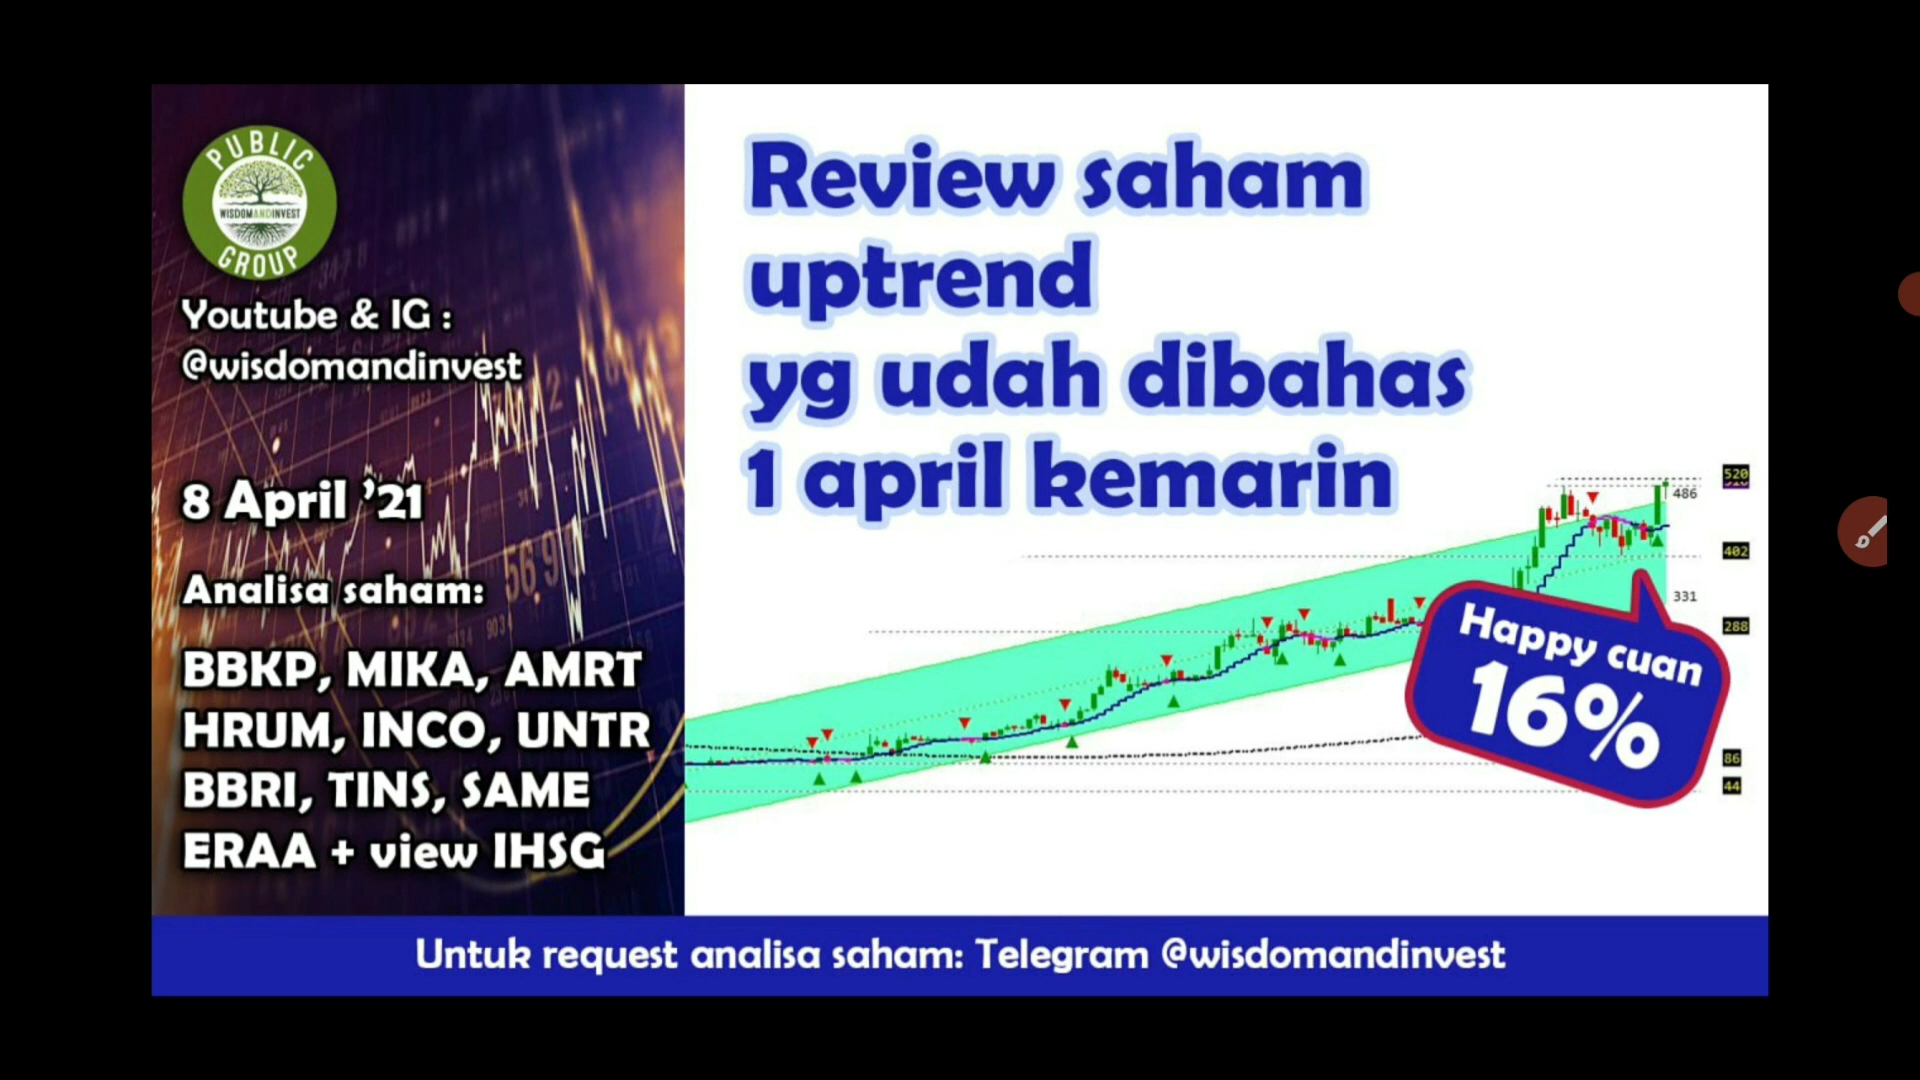 PUBLIC
WISDOMANDINVEST
GROUP
Youtube & IG :
@wisdomandinvest
8 April ’21
Analisa saham:
BBKP, MIKA, AMRT
HRUM, INCO, UNTR
BBRI, TINS, SAME
ERAA + view IHSG
Review saham
uptrend
yg udah dibahas
1 april kemarin
520
486
402
331
288
86
44
Happy cuan
16%
Untuk request analisa saham: Telegram @wisdomandinvest